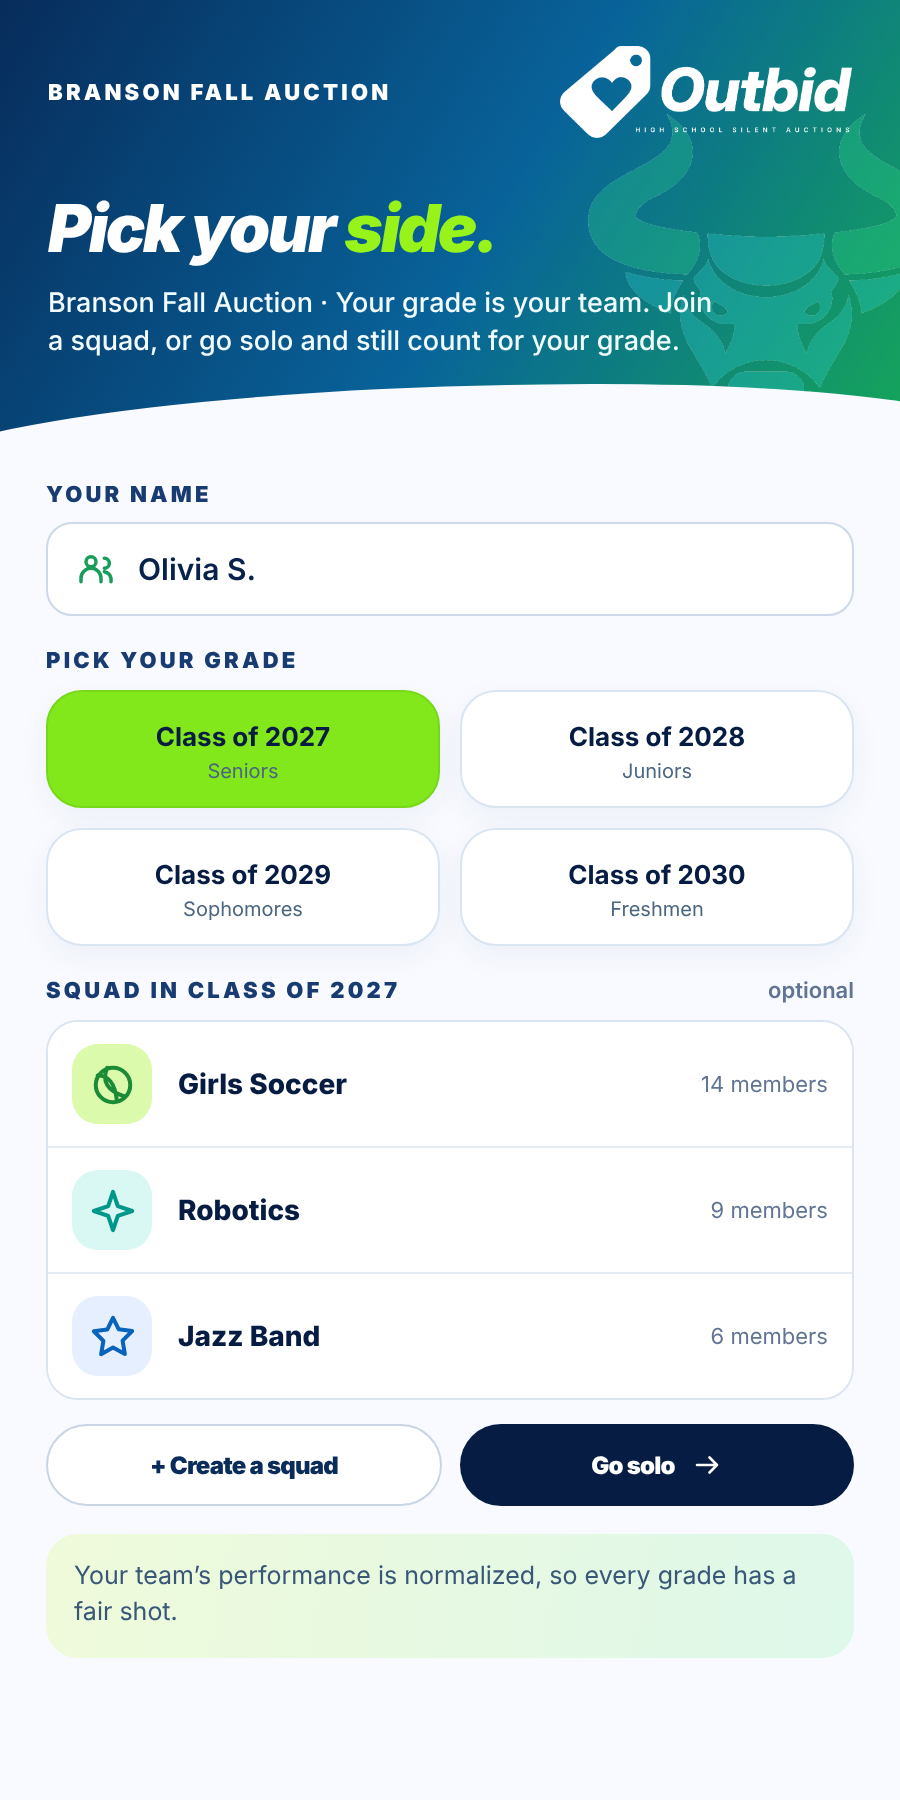 BRANSON FALL AUCTION
Outbid
HIGH SCHOOL SILENT AUCTIONS
Pick your side.
Branson Fall Auction · Your grade is your team. Join
a squad, or go solo and still count for your grade.
YOUR NAME
Olivia S.
PICK YOUR GRADE
Class of 2027
Seniors
Class of 2028
Juniors
Class of 2029
Sophomores
Class of 2030
Freshmen
SQUAD IN CLASS OF 2027
optional
Girls Soccer
14 members
Robotics
9 members
Jazz Band
6 members
+ Create a squad
Go solo →
Your team’s performance is normalized, so every grade has a
fair shot.